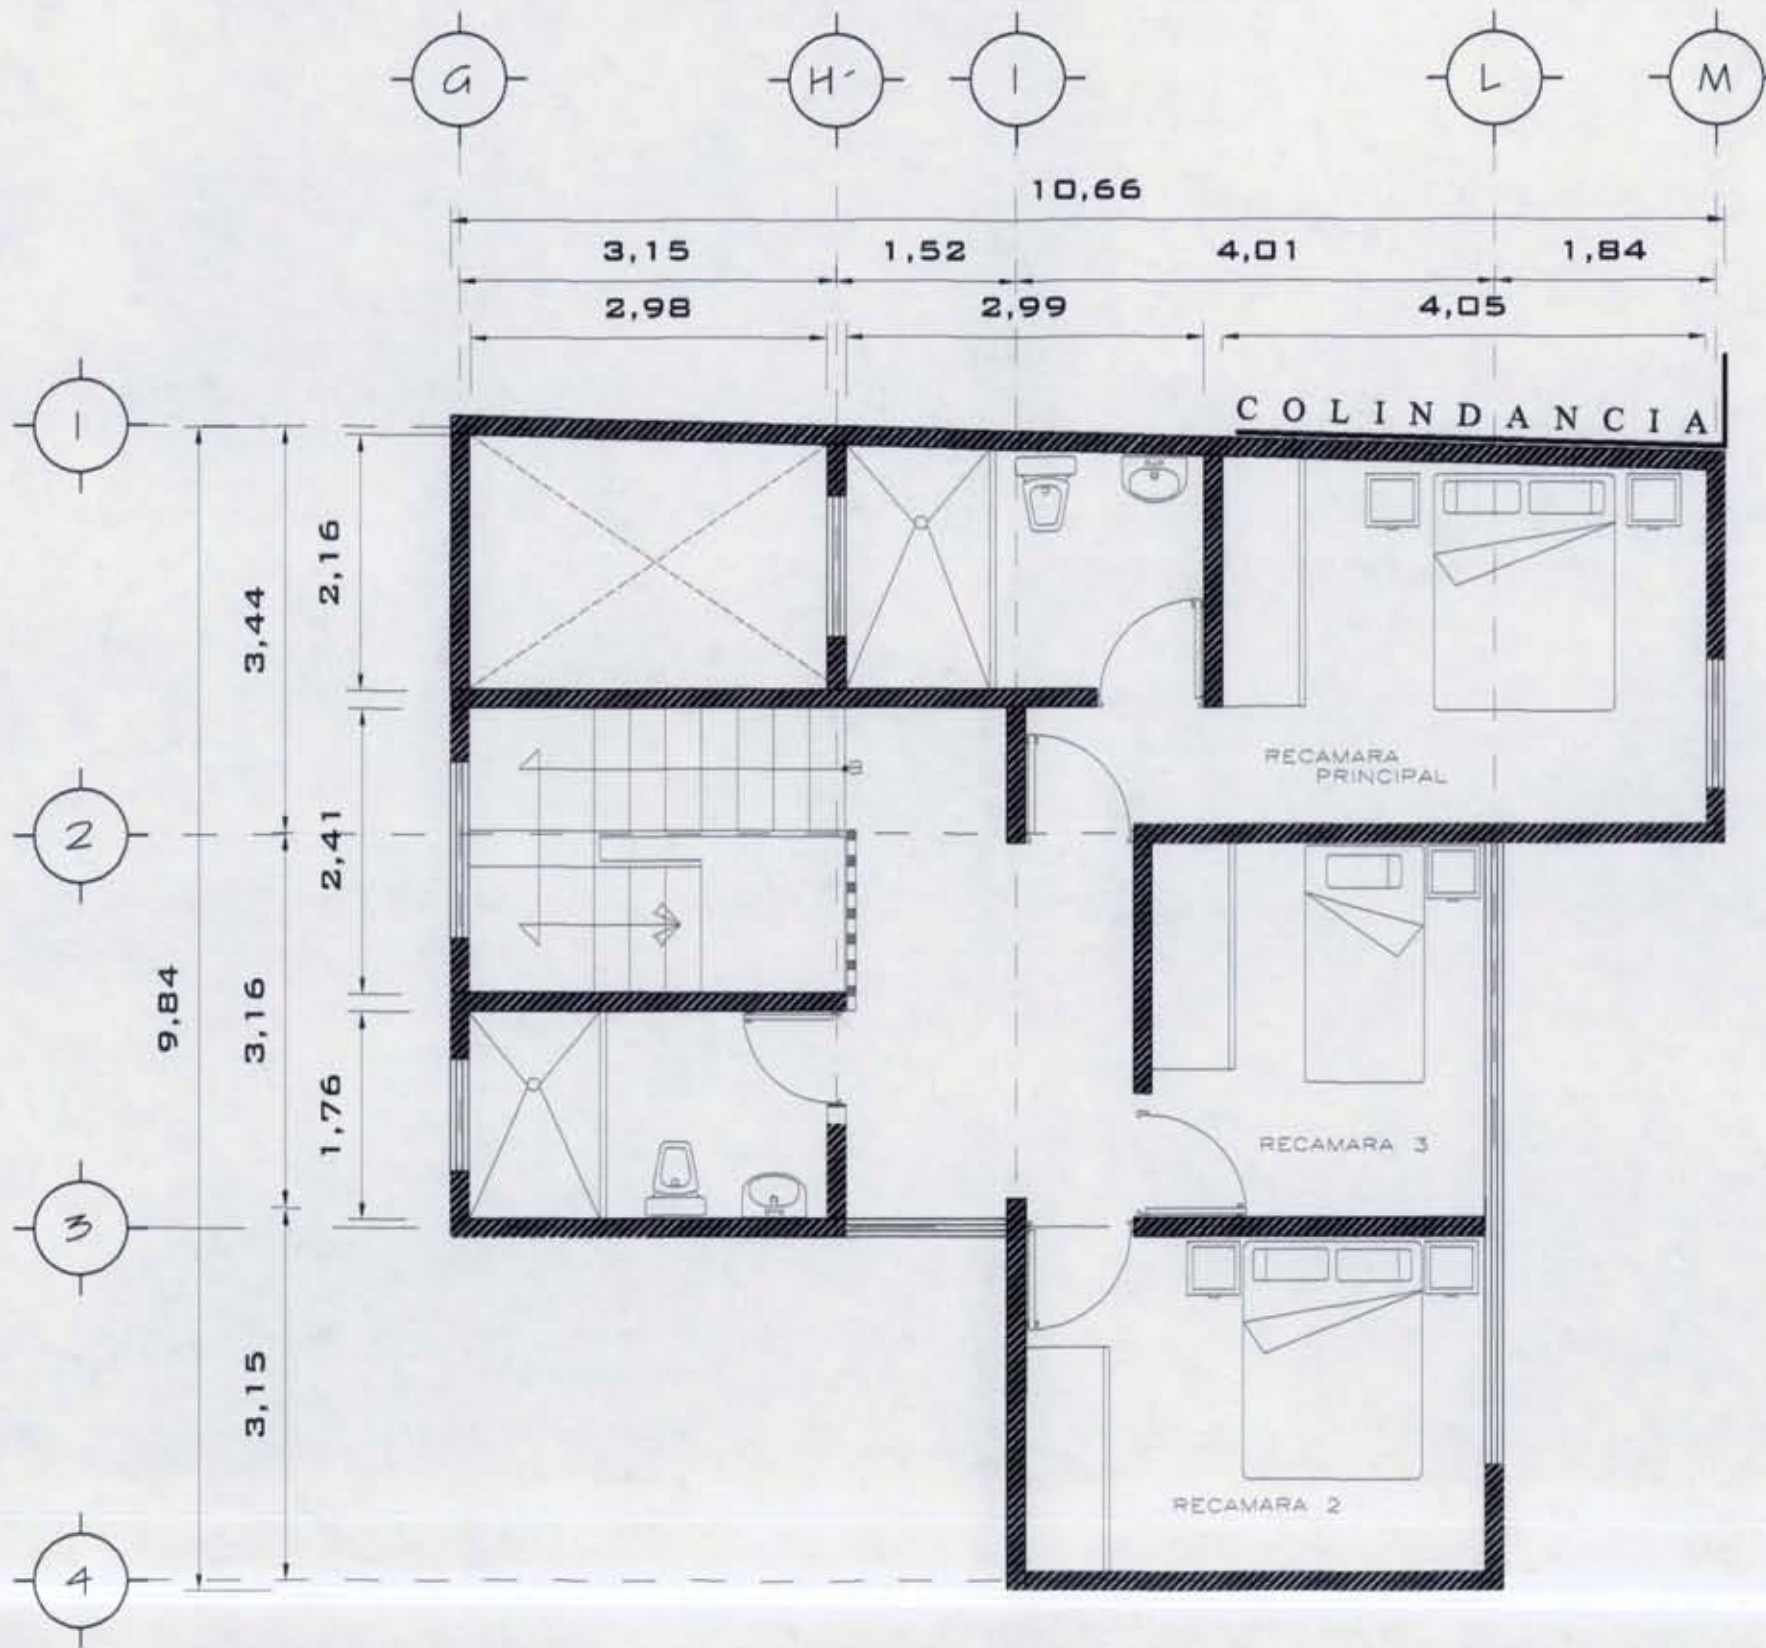 G H' I L M
10,66
3,15 1,52 4,01 1,84
2,98 2,99 4,05
COLINDANCIA
1
2,16
3,44
RECAMARA
PRINCIPAL
B
2
2,41
9,84
3,16
1,76
RECAMARA 3
3
3,15
RECAMARA 2
4